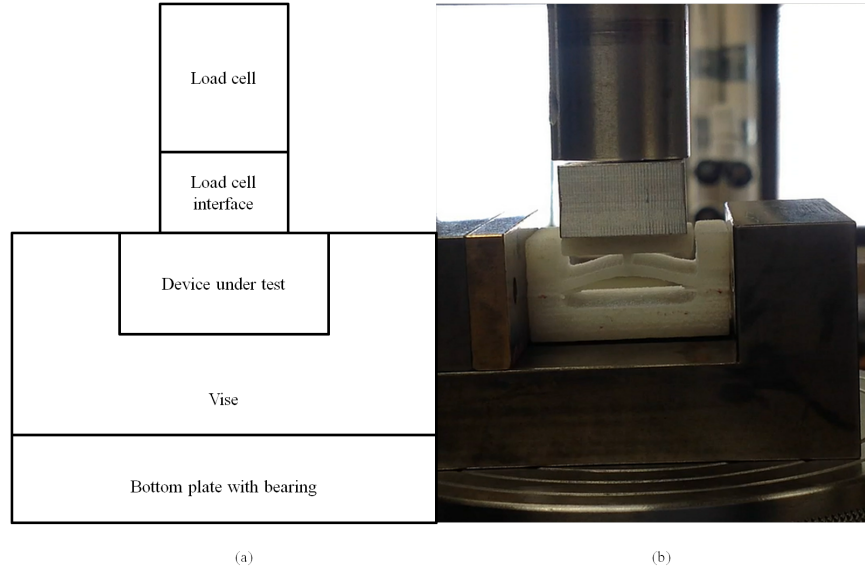 Load cell
Load cell
interface
Device under test
Vise
Bottom plate with bearing
(a)
(b)